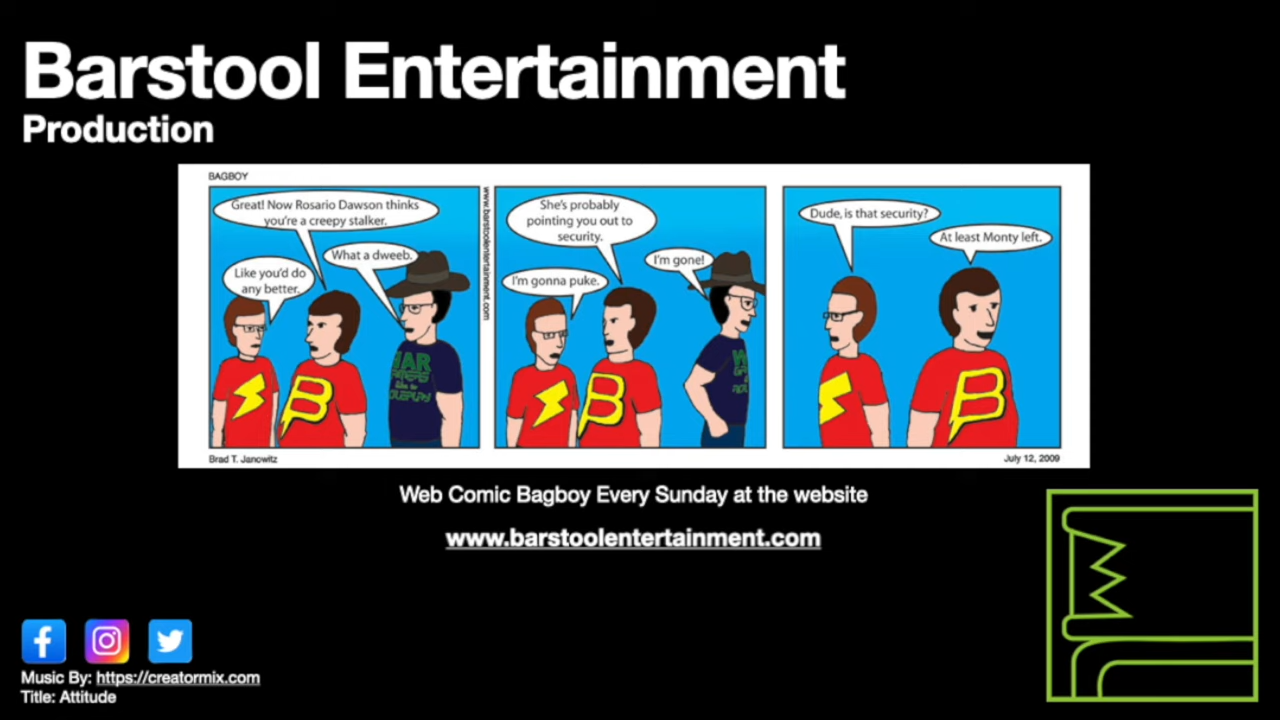 Barstool Entertainment
Production
BAGBOY
Great! Now Rosario Dawson thinks
you're a creepy stalker.
What a dweeb.
Like you'd do
any better.
www.barstoolentertainment.com
She's probably
pointing you out to
security.
I'm gone!
I'm gonna puke.
Dude, is that security?
At least Monty left.
B
B
B
Brad T. Janowitz
July 12, 2009
Web Comic Bagboy Every Sunday at the website
www.barstoolentertainment.com
Music By: https://creatormix.com
Title: Attitude